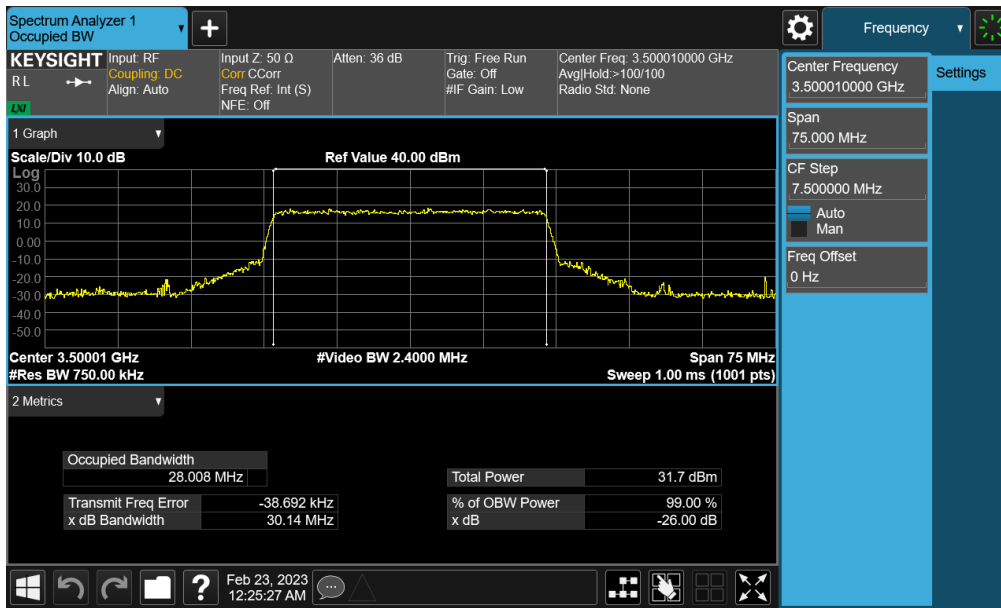 Spectrum Analyzer 1
Occupied BW
Frequency
KEYSIGHT
R L
LXI
Input: RF
Coupling: DC
Align: Auto
Input Z: 50 Ω
Corr CCorr
Freq Ref: Int (S)
NFE: Off
Atten: 36 dB
Trig: Free Run
Gate: Off
#IF Gain: Low
Center Freq: 3.500010000 GHz
Avg|Hold:>100/100
Radio Std: None
Center Frequency
3.500010000 GHz
Settings
Span
75.000 MHz
CF Step
7.500000 MHz
Auto
Man
Freq Offset
0 Hz
1 Graph
Scale/Div 10.0 dB
Ref Value 40.00 dBm
Log
30.0
20.0
10.0
0.00
-10.0
-20.0
-30.0
-40.0
-50.0
Center 3.50001 GHz
#Video BW 2.4000 MHz
Span 75 MHz
#Res BW 750.00 kHz
Sweep 1.00 ms (1001 pts)
2 Metrics
Occupied Bandwidth
28.008 MHz
Total Power 31.7 dBm
Transmit Freq Error -38.692 kHz
% of OBW Power 99.00 %
x dB Bandwidth 30.14 MHz
x dB -26.00 dB
?
Feb 23, 2023
12:25:27 AM